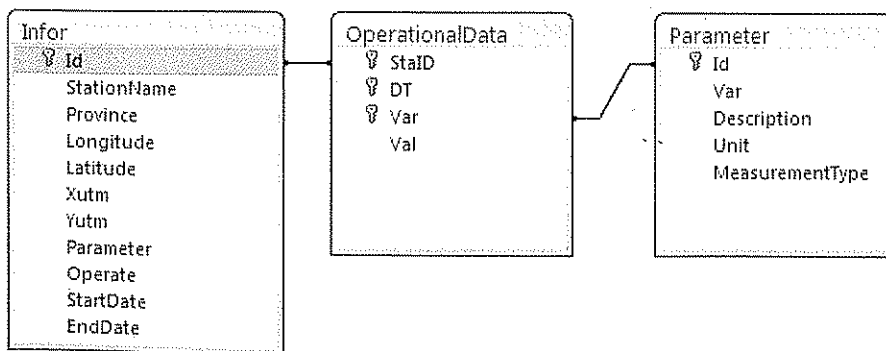 Infor
Id
StationName
Province
Longitude
Latitude
Xutm
Yutm
Parameter
Operate
StartDate
EndDate
OperationalData
StaID
DT
Var
Val
Parameter
Id
Var
Description
Unit
MeasurementType